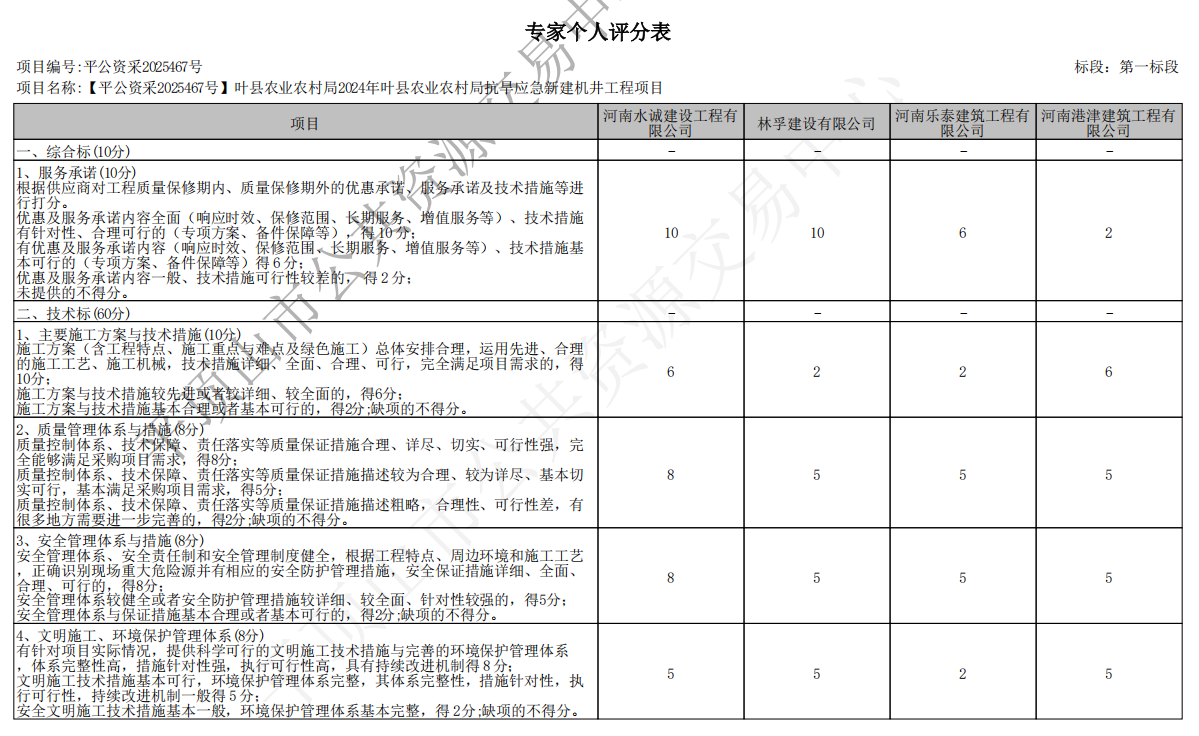 专家个人评分表
项目编号:平公资采2025467号
标段：第一标段
项目名称:【平公资采2025467号】叶县农业农村局2024年叶县农业农村局抗旱应急新建机井工程项目
项目
河南水诚建设工程有
限公司
林孚建设有限公司
河南乐泰建筑工程有
限公司
河南港津建筑工程有
限公司
一、综合标(10分)
－ － － －
1、服务承诺(10分)
根据供应商对工程质量保修期内、质量保修期外的优惠承诺、服务承诺及技术措施等进
行打分。
优惠及服务承诺内容全面（响应时效、保修范围、长期服务、增值服务等）、技术措施
有针对性、合理可行的（专项方案、备件保障等），得10分；
有优惠及服务承诺内容（响应时效、保修范围、长期服务、增值服务等）、技术措施基
本可行的（专项方案、备件保障等）得6分；
优惠及服务承诺内容一般、技术措施可行性较差的，得2分；
未提供的不得分。
10 10 6 2
二、技术标(60分)
－ － － －
1、主要施工方案与技术措施(10分)
施工方案（含工程特点、施工重点与难点及绿色施工）总体安排合理，运用先进、合理
的施工工艺、施工机械，技术措施详细、全面、合理、可行，完全满足项目需求的，得
10分；
施工方案与技术措施较先进或者较详细、较全面的，得6分；
施工方案与技术措施基本合理或者基本可行的，得2分;缺项的不得分。
6 2 2 6
2、质量管理体系与措施(8分)
质量控制体系、技术保障、责任落实等质量保证措施合理、详尽、切实、可行性强，完
全能够满足采购项目需求，得8分；
质量控制体系、技术保障、责任落实等质量保证措施描述较为合理、较为详尽、基本切
实可行，基本满足采购项目需求，得5分；
质量控制体系、技术保障、责任落实等质量保证措施描述粗略，合理性、可行性差，有
很多地方需要进一步完善的，得2分;缺项的不得分。
8 5 5 5
3、安全管理体系与措施(8分)
安全管理体系、安全责任制和安全管理制度健全，根据工程特点、周边环境和施工工艺
，正确识别现场重大危险源并有相应的安全防护管理措施，安全保证措施详细、全面、
合理、可行的，得8分；
安全管理体系较健全或者安全防护管理措施较详细、较全面、针对性较强的，得5分；
安全管理体系与保证措施基本合理或者基本可行的，得2分;缺项的不得分。
8 5 5 5
4、文明施工、环境保护管理体系(8分)
有针对项目实际情况，提供科学可行的文明施工技术措施与完善的环境保护管理体系
，体系完整性高，措施针对性强，执行可行性高，具有持续改进机制得8分；
文明施工技术措施基本可行，环境保护管理体系完整，其体系完整性，措施针对性，执
行可行性，持续改进机制一般得5分；
安全文明施工技术措施基本一般，环境保护管理体系基本完整，得2分;缺项的不得分。
5 5 2 5
平顶山市公共资源交易中
平顶山市公共资源交易中心